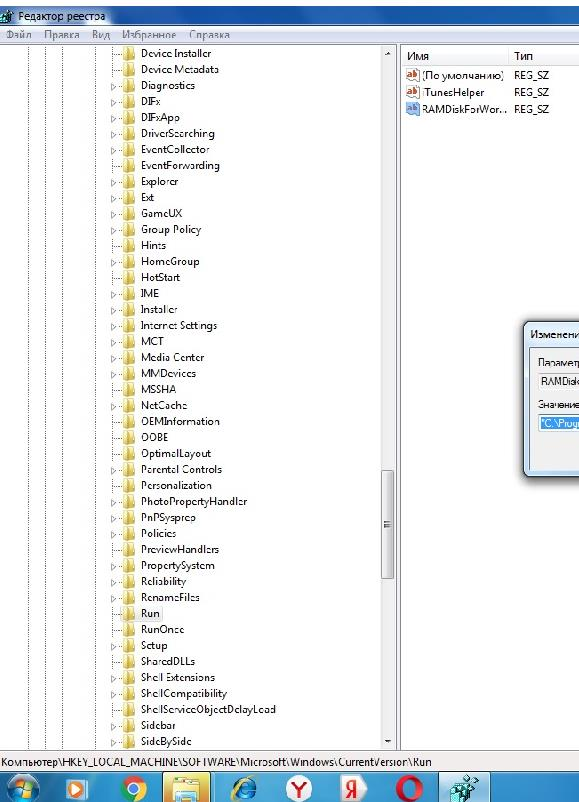 Редактор реестра
Файл Правка Вид Избранное Справка
Device Installer
Device Metadata
Diagnostics
DIFx
DIFxApp
DriverSearching
EventCollector
EventForwarding
Explorer
Ext
GameUX
Group Policy
Hints
HomeGroup
HotStart
IME
Installer
Internet Settings
MCT
Media Center
MMDevices
MSSHA
NetCache
OEMInformation
OOBE
OptimalLayout
Parental Controls
Personalization
PhotoPropertyHandler
PnPSysprep
Policies
PreviewHandlers
PropertySystem
Reliability
RenameFiles
Run
RunOnce
Setup
SharedDLLs
Shell Extensions
ShellCompatibility
ShellServiceObjectDelayLoad
Sidebar
SideBySide
Имя Тип
(По умолчанию) REG_SZ
iTunesHelper REG_SZ
RAMDiskForWor... REG_SZ
Изменени
Параметр
RAMDisk
Значение
"C:\Progr
Компьютер\HKEY_LOCAL_MACHINE\SOFTWARE\Microsoft\Windows\CurrentVersion\Run